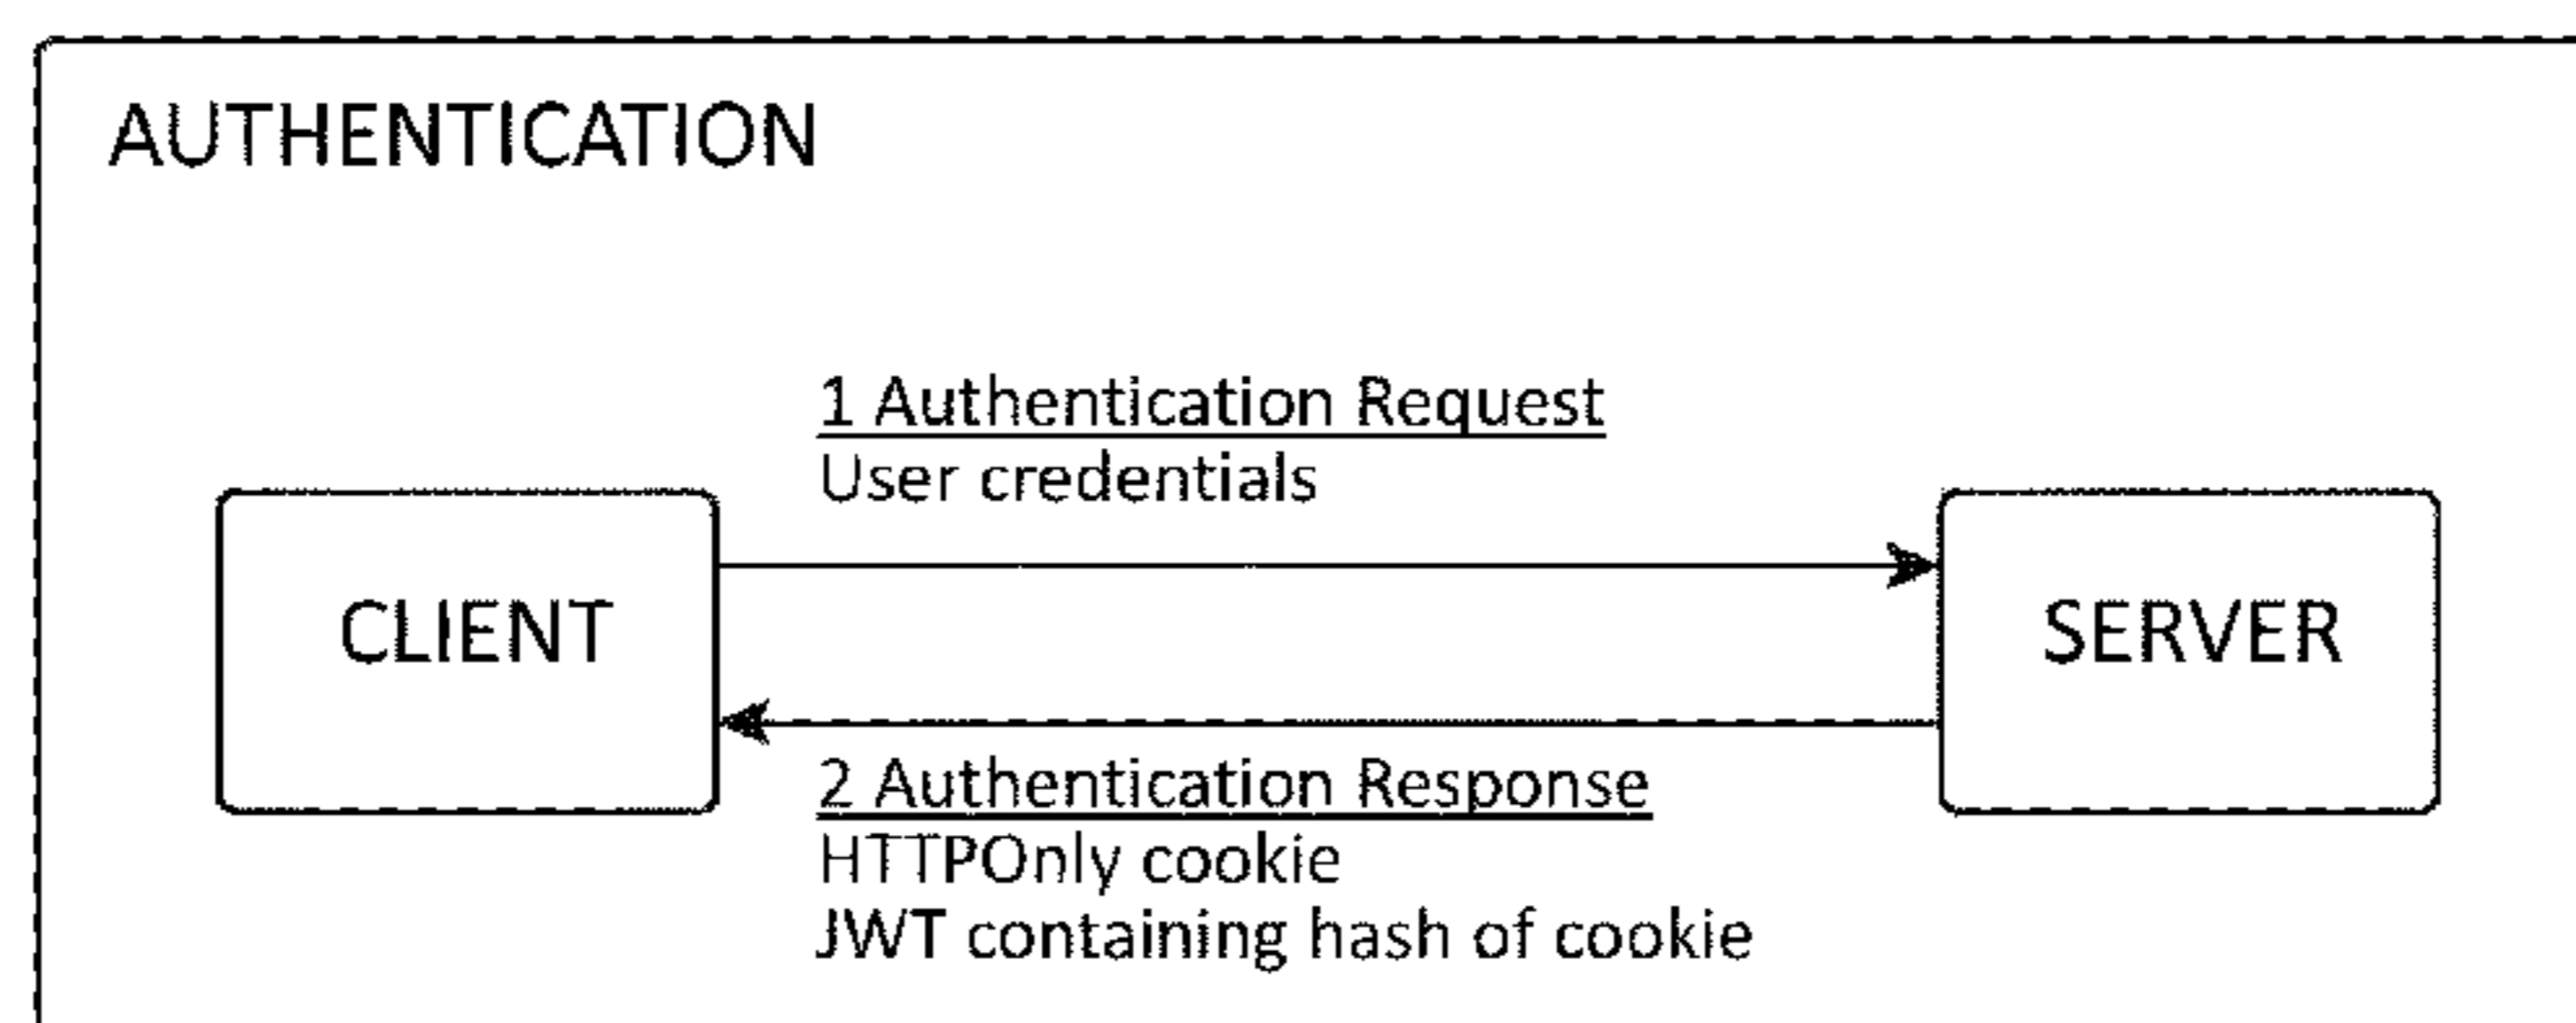 AUTHENTICATION
1 Authentication Request
User credentials
CLIENT
SERVER
2 Authentication Response
HTTPOnly cookie
JWT containing hash of cookie